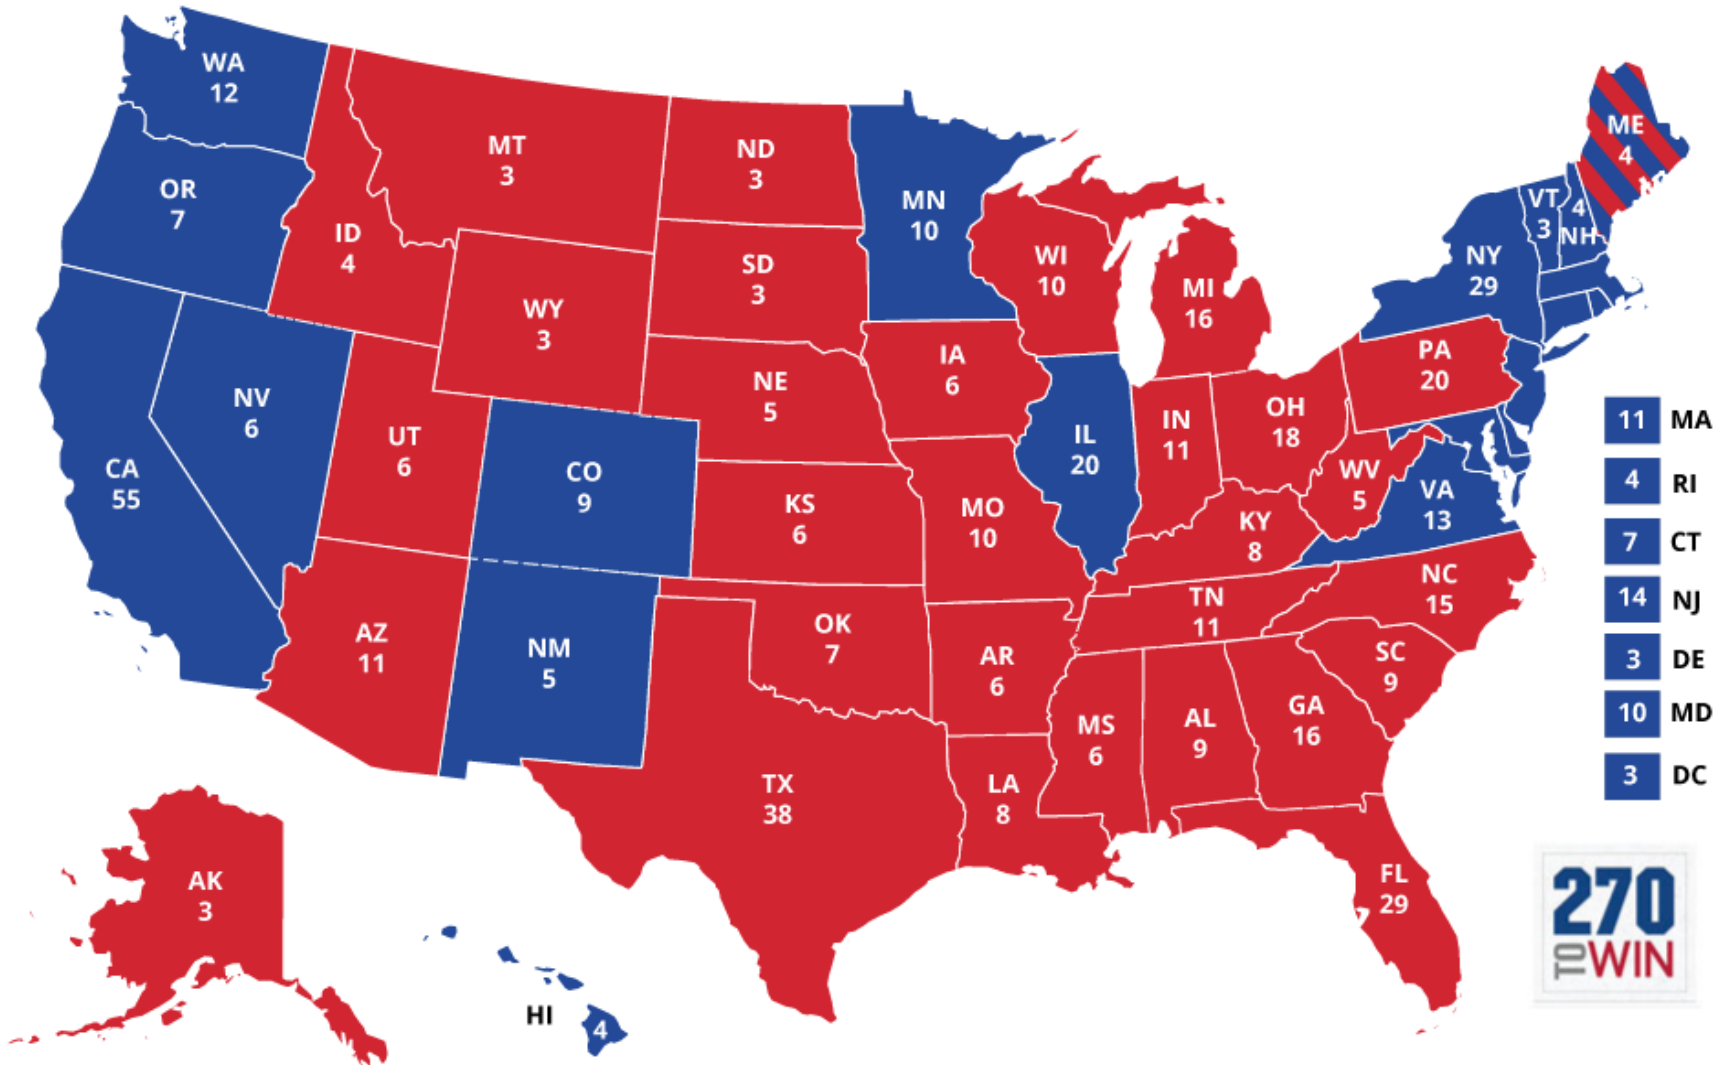 WA
12
OR
7
CA
55
NV
6
ID
4
MT
3
WY
3
UT
6
AZ
11
CO
9
NM
5
ND
3
SD
3
NE
5
KS
6
OK
7
TX
38
MN
10
IA
6
MO
10
AR
6
LA
8
WI
10
IL
20
MI
16
IN
11
OH
18
KY
8
TN
11
MS
6
AL
9
GA
16
FL
29
SC
9
NC
15
VA
13
WV
5
PA
20
NY
29
VT
3
4
NH
ME
4
11 MA
4 RI
7 CT
14 NJ
3 DE
10 MD
3 DC
AK
3
HI
4
270
TO WIN